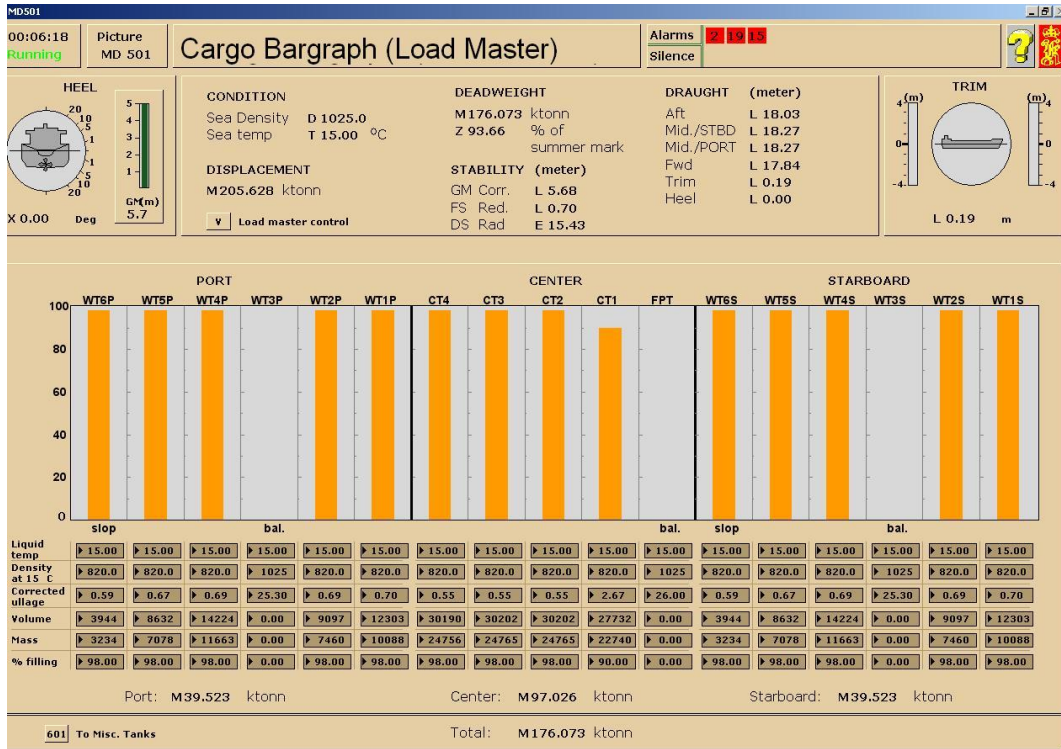 MD501
00:06:18
Running
Picture
MD 501
Cargo Bargraph (Load Master)
Alarms 2 19 15
Silence
?
HEEL
20 10 5 1 1 5 10 20
5
4
3
2
1
GM(m)
X 0.00 Deg 5.7
CONDITION
Sea Density D 1025.0
Sea temp T 15.00 °C
DISPLACEMENT
M205.628 ktonn
v Load master control
DEADWEIGHT
M176.073 ktonn
Z 93.66 % of
summer mark
STABILITY (meter)
GM Corr. L 5.68
FS Red. L 0.70
DS Rad E 15.43
DRAUGHT (meter)
Aft L 18.03
Mid./STBD L 18.27
Mid./PORT L 18.27
Fwd L 17.84
Trim L 0.19
Heel L 0.00
TRIM
4 (m) (m) 4
0 0
-4 -4
L 0.19 m
PORT CENTER STARBOARD
WT6P WT5P WT4P WT3P WT2P WT1P CT4 CT3 CT2 CT1 FPT WT6S WT5S WT4S WT3S WT2S WT1S
100
80
60
40
20
0
slop bal. bal. slop bal.
Liquid temp 15.00 15.00 15.00 15.00 15.00 15.00 15.00 15.00 15.00 15.00 15.00 15.00 15.00 15.00 15.00 15.00 15.00
Density at 15 C 820.0 820.0 820.0 1025 820.0 820.0 820.0 820.0 820.0 820.0 1025 820.0 820.0 820.0 1025 820.0 820.0
Corrected ullage 0.59 0.67 0.69 25.30 0.69 0.70 0.55 0.55 0.55 2.67 26.00 0.59 0.67 0.69 25.30 0.69 0.70
Volume 3944 8632 14224 0.00 9097 12303 30190 30202 30202 27732 0.00 3944 8632 14224 0.00 9097 12303
Mass 3234 7078 11663 0.00 7460 10088 24756 24765 24765 22740 0.00 3234 7078 11663 0.00 7460 10088
% filling 98.00 98.00 98.00 0.00 98.00 98.00 98.00 98.00 98.00 90.00 0.00 98.00 98.00 98.00 0.00 98.00 98.00
Port: M39.523 ktonn Center: M97.026 ktonn Starboard: M39.523 ktonn
601 To Misc. Tanks Total: M176.073 ktonn